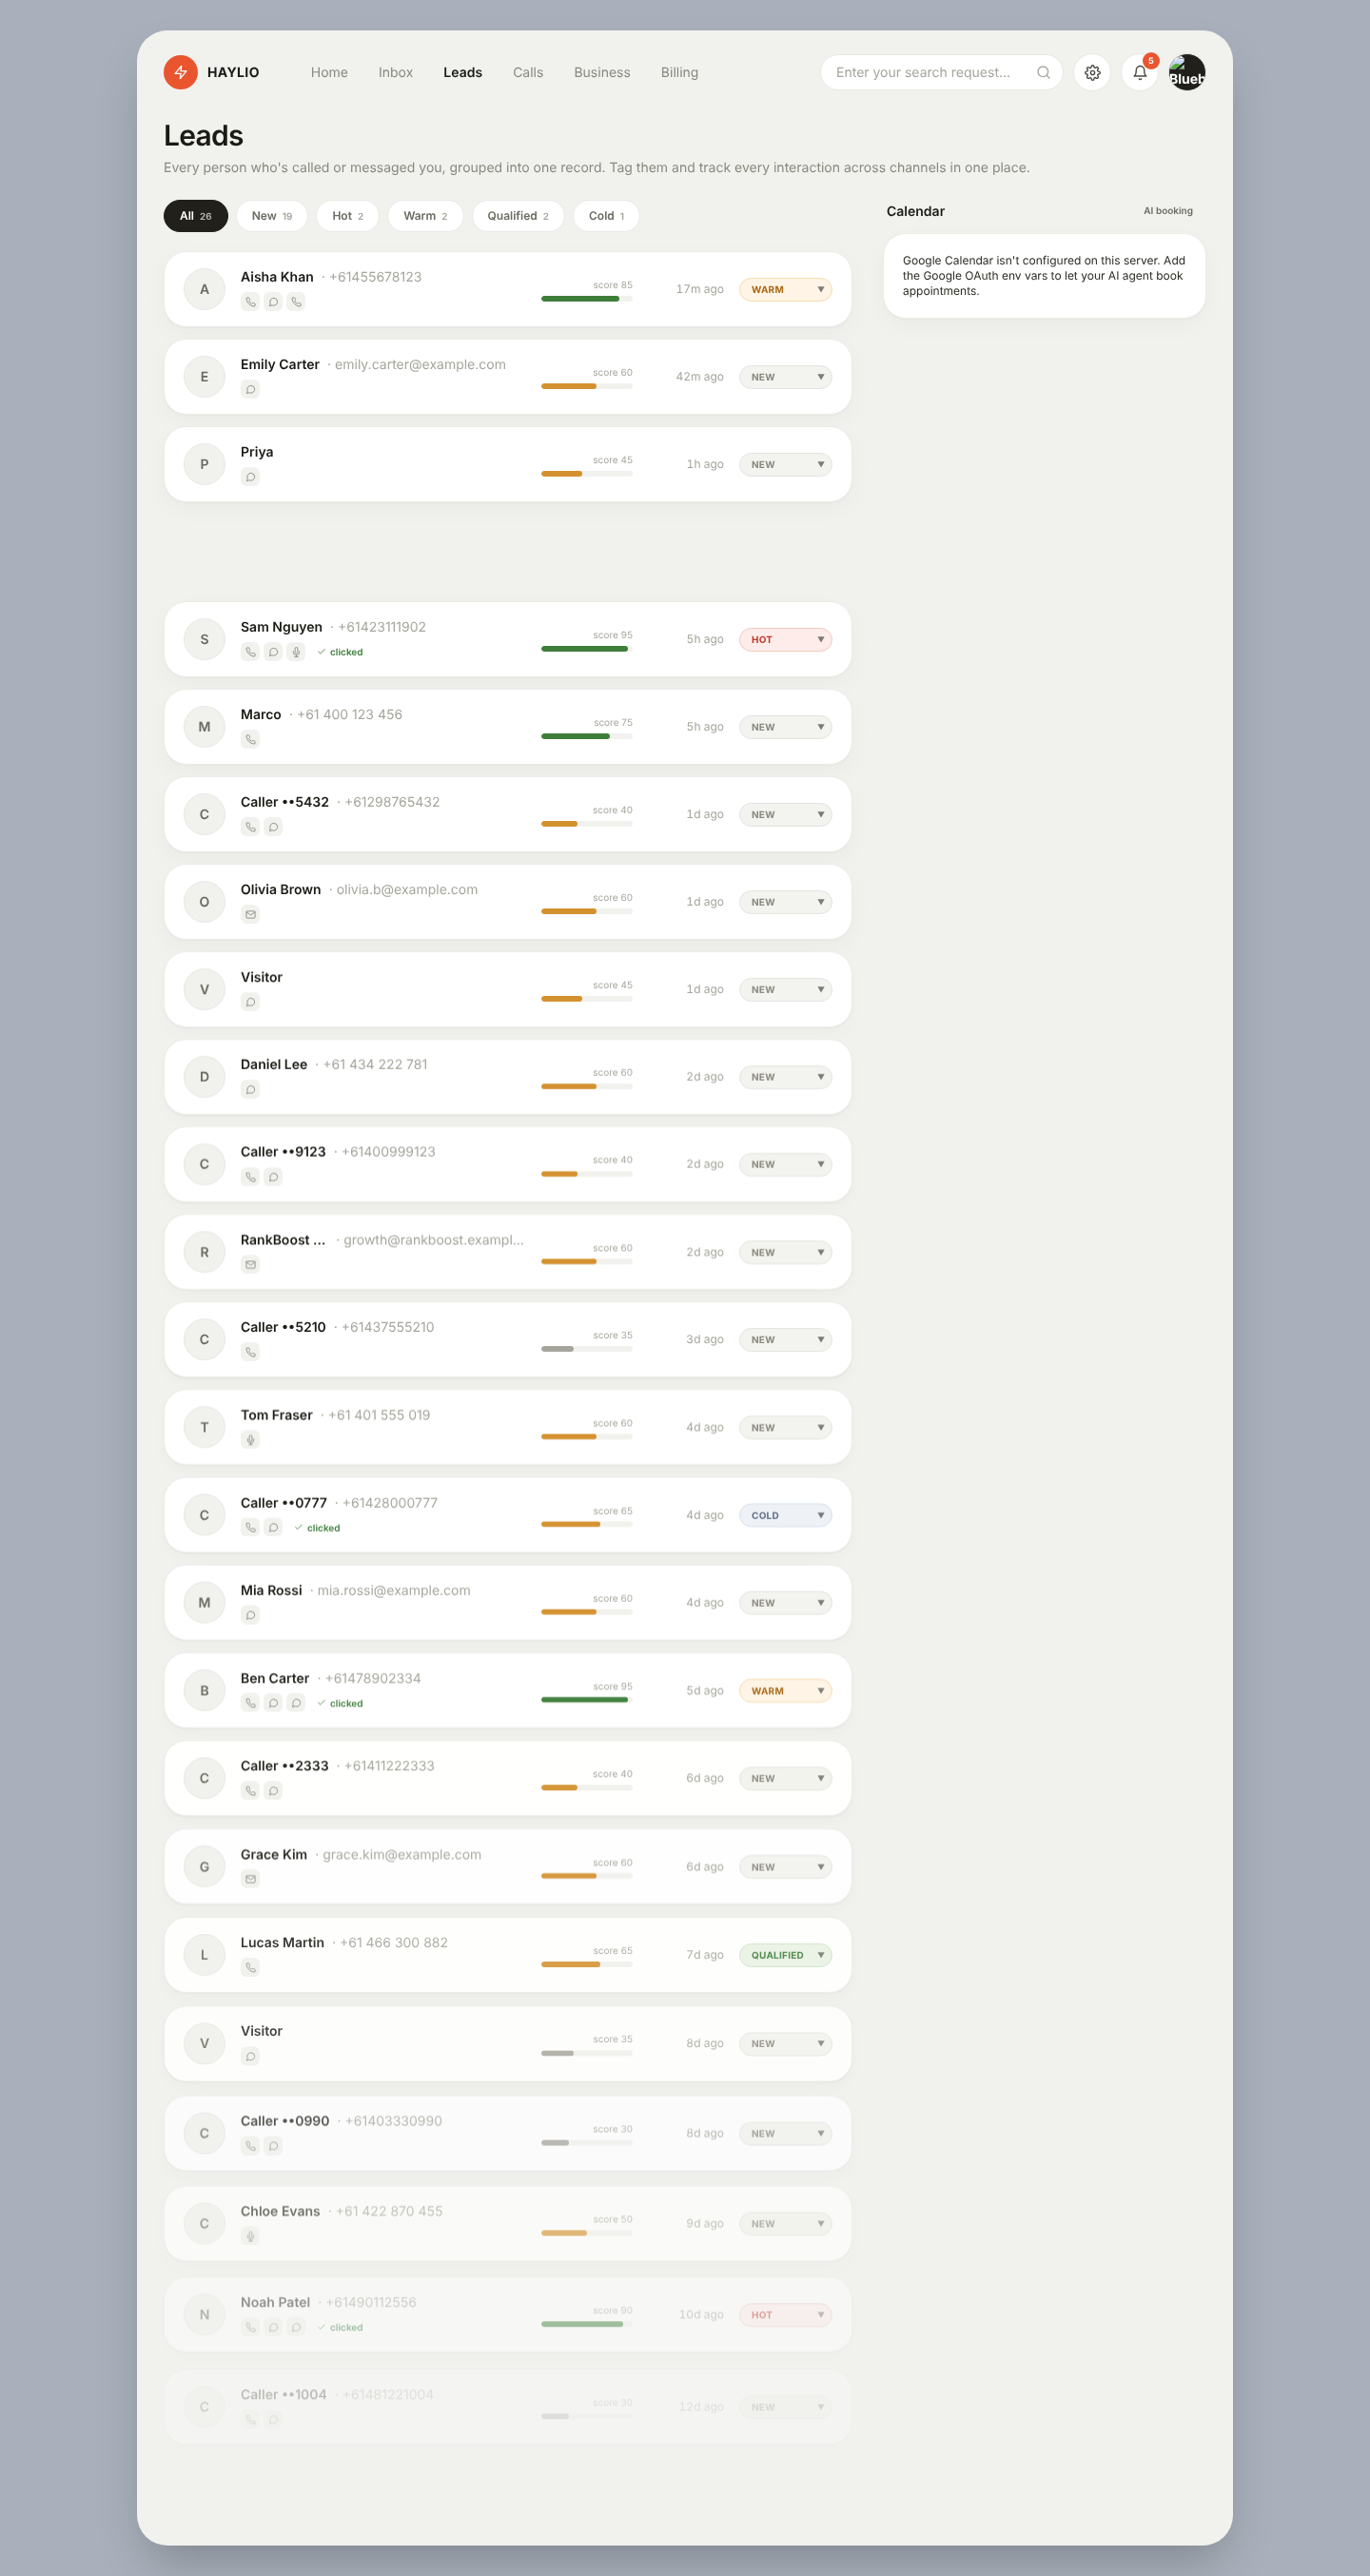 HAYLIO Home Inbox Leads Calls Business Billing Enter your search request... 5 Blueb
Leads
Every person who's called or messaged you, grouped into one record. Tag them and track every interaction across channels in one place.
All 26 New 19 Hot 2 Warm 2 Qualified 2 Cold 1
Calendar AI booking
Google Calendar isn't configured on this server. Add
the Google OAuth env vars to let your AI agent book
appointments.
A Aisha Khan · +61455678123 score 85 17m ago WARM
E Emily Carter · emily.carter@example.com score 60 42m ago NEW
P Priya score 45 1h ago NEW
S Sam Nguyen · +61423111902 score 95 5h ago HOT
✓ clicked
M Marco · +61 400 123 456 score 75 5h ago NEW
C Caller ••5432 · +61298765432 score 40 1d ago NEW
O Olivia Brown · olivia.b@example.com score 60 1d ago NEW
V Visitor score 45 1d ago NEW
D Daniel Lee · +61 434 222 781 score 60 2d ago NEW
C Caller ••9123 · +61400999123 score 40 2d ago NEW
R RankBoost ... · growth@rankboost.exampl... score 60 2d ago NEW
C Caller ••5210 · +61437555210 score 35 3d ago NEW
T Tom Fraser · +61 401 555 019 score 60 4d ago NEW
C Caller ••0777 · +61428000777 score 65 4d ago COLD
✓ clicked
M Mia Rossi · mia.rossi@example.com score 60 4d ago NEW
B Ben Carter · +61478902334 score 95 5d ago WARM
✓ clicked
C Caller ••2333 · +61411222333 score 40 6d ago NEW
G Grace Kim · grace.kim@example.com score 60 6d ago NEW
L Lucas Martin · +61 466 300 882 score 65 7d ago QUALIFIED
V Visitor score 35 8d ago NEW
C Caller ••0990 · +61403330990 score 30 8d ago NEW
C Chloe Evans · +61 422 870 455 score 50 9d ago NEW
N Noah Patel · +61490112556 score 90 10d ago HOT
✓ clicked
C Caller ••1004 · +61481221004 score 30 12d ago NEW